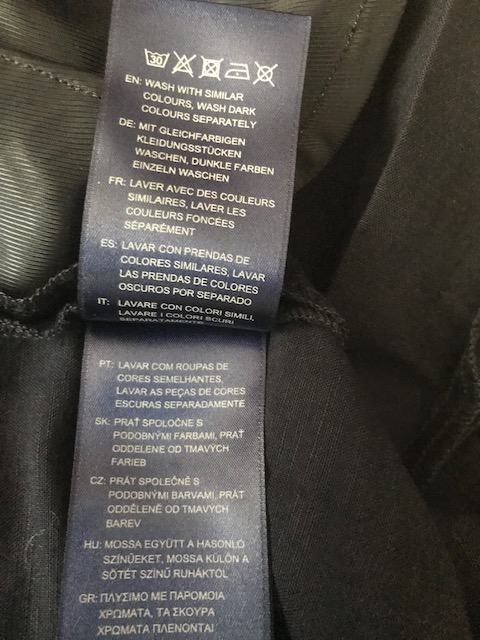 30
EN: WASH WITH SIMILAR
COLOURS, WASH DARK
COLOURS SEPARATELY
DE: MIT GLEICHFARBIGEN
KLEIDUNGSSTÜCKEN
WASCHEN, DUNKLE FARBEN
EINZELN WASCHEN
FR: LAVER AVEC DES COULEURS
SIMILAIRES, LAVER LES
COULEURS FONCÉES
SÉPARÉMENT
ES: LAVAR CON PRENDAS DE
COLORES SIMILARES, LAVAR
LAS PRENDAS DE COLORES
OSCUROS POR SEPARADO
IT: LAVARE CON COLORI SIMILI,
LAVARE I COLORI SCURI
SEPARATAMENTE
PT: LAVAR COM ROUPAS DE
CORES SEMELHANTES,
LAVAR AS PEÇAS DE CORES
ESCURAS SEPARADAMENTE
SK: PRAŤ SPOLOČNE S
PODOBNÝMI FARBAMI, PRAŤ
ODDELENE OD TMAVÝCH
FARIEB
CZ: PRÁT SPOLEČNĚ S
PODOBNÝMI BARVAMI, PRÁT
ODDĚLENĚ OD TMAVÝCH
BAREV
HU: MOSSA EGYÜTT A HASONLÓ
SZÍNŰEKET, MOSSA KÜLÖN A
SÖTÉT SZÍNŰ RUHÁKTÓL
GR: ΠΛΥΣΙΜΟ ΜΕ ΠΑΡΟΜΟΙΑ
ΧΡΩΜΑΤΑ, ΤΑ ΣΚΟΥΡΑ
ΧΡΩΜΑΤΑ ΠΛΕΝΟΝΤΑΙ